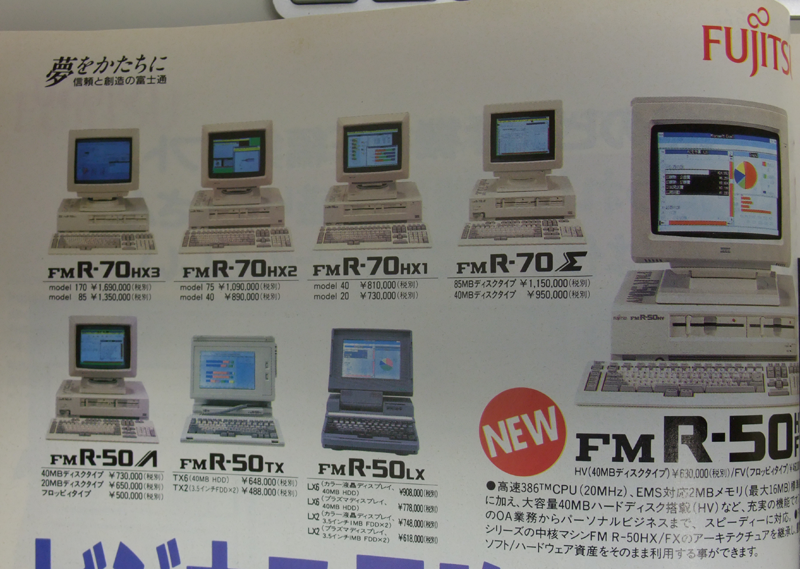 夢をかたちに
信頼と創造の富士通
FUJITS
FM R-70HX3
model 170 ¥1,690,000(税別)
model 85 ¥1,350,000(税別)
FM R-70HX2
model 75 ¥1,090,000(税別)
model 40 ¥890,000(税別)
FM R-70HX1
model 40 ¥810,000(税別)
model 20 ¥730,000(税別)
FM R-70Σ
85MBディスクタイプ ¥1,150,000(税別)
40MBディスクタイプ ¥950,000(税別)
FM R-50Λ
40MBディスクタイプ ¥730,000(税別)
20MBディスクタイプ ¥650,000(税別)
フロッピィタイプ ¥500,000(税別)
FM R-50TX
TX6(40MB HDD) ¥648,000(税別)
TX2(3.5インチFDD×2) ¥488,000(税別)
FM R-50LX
LX6(カラー液晶ディスプレイ、40MB HDD) ¥908,000(税別)
LX6(プラズマディスプレイ、40MB HDD) ¥778,000(税別)
LX2(カラー液晶ディスプレイ、3.5インチ1MB FDD×2) ¥748,000(税別)
LX2(プラズマディスプレイ、3.5インチ1MB FDD×2) ¥618,000(税別)
FM R-50HV
NEW
FM R-50
HV(40MBディスクタイプ)¥630,000(税別)/FV(フロッピィタイプ)
●高速386™CPU(20MHz)、EMS対応2MBメモリ(最大16MB)標
に加え、大容量40MBハードディスク搭載(HV)など、充実の機能で
のOA業務からパーソナルビジネスまで、スピーディーに対応。●
シリーズの中核マシンFM R-50HX/FXのアーキテクチュアを継承し、
ソフト/ハードウェア資産をそのまま利用する事ができます。